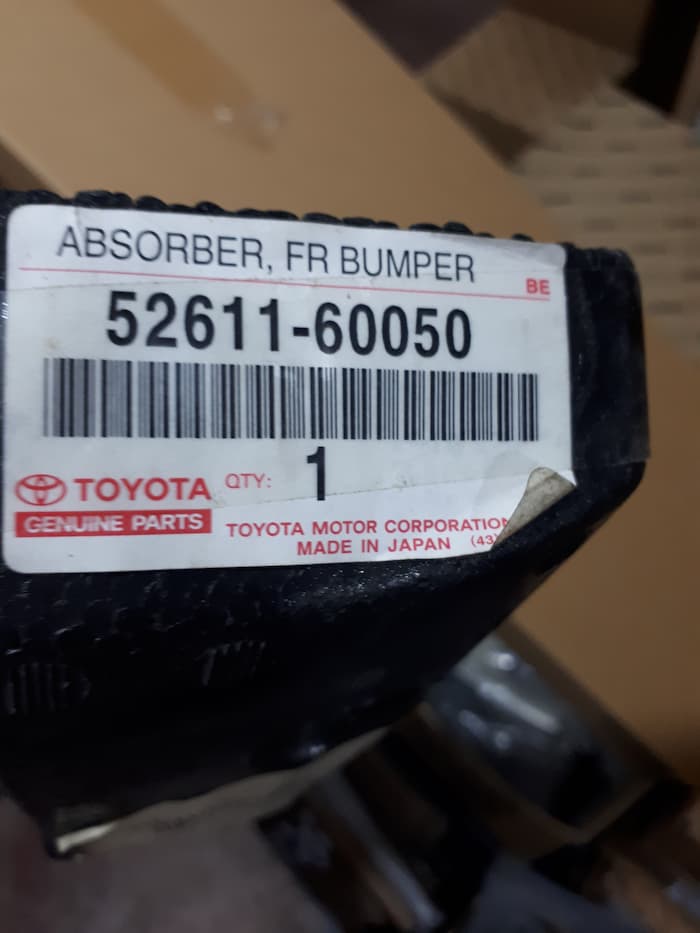 ABSORBER, FR BUMPER
BE
52611-60050
TOYOTA QTY: 1
GENUINE PARTS
TOYOTA MOTOR CORPORATION
MADE IN JAPAN (43)